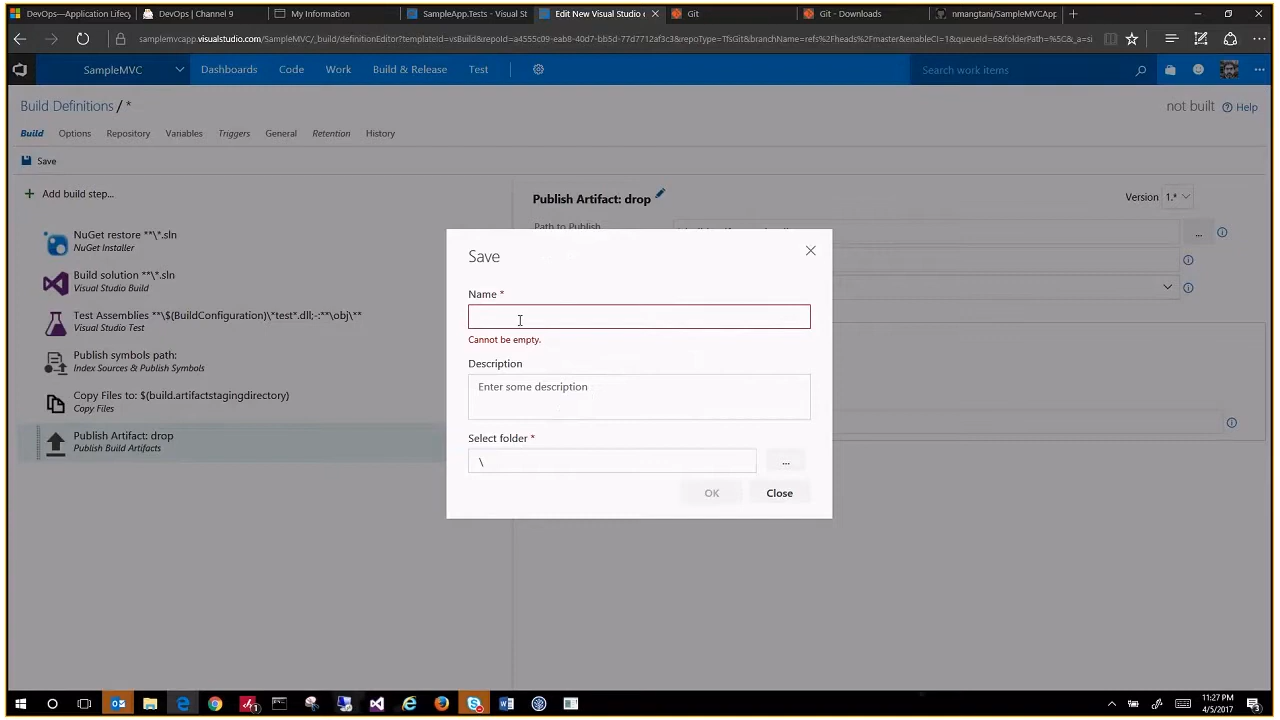 DevOps—Application Lifecy
DevOps | Channel 9
My Information
SampleApp.Tests - Visual St
Edit New Visual Studio d
Git
Git - Downloads
nmangtani/SampleMVCApp
SampleMVC
Dashboards
Code
Work
Build & Release
Test
Search work items
Build Definitions / *
not built
Help
Build
Options
Repository
Variables
Triggers
General
Retention
History
Save
Add build step...
NuGet restore **\*.sln
NuGet Installer
Build solution **\*.sln
Visual Studio Build
Test Assemblies **\$(BuildConfiguration)\*test*.dll;-:**\obj\**
Visual Studio Test
Publish symbols path:
Index Sources & Publish Symbols
Copy Files to: $(build.artifactstagingdirectory)
Copy Files
Publish Artifact: drop
Publish Build Artifacts
Publish Artifact: drop
Version 1.*
Path to Publish
...
Save
Name *
Cannot be empty.
Description
Enter some description
Select folder *
\
...
OK
Close
11:27 PM
4/5/2017